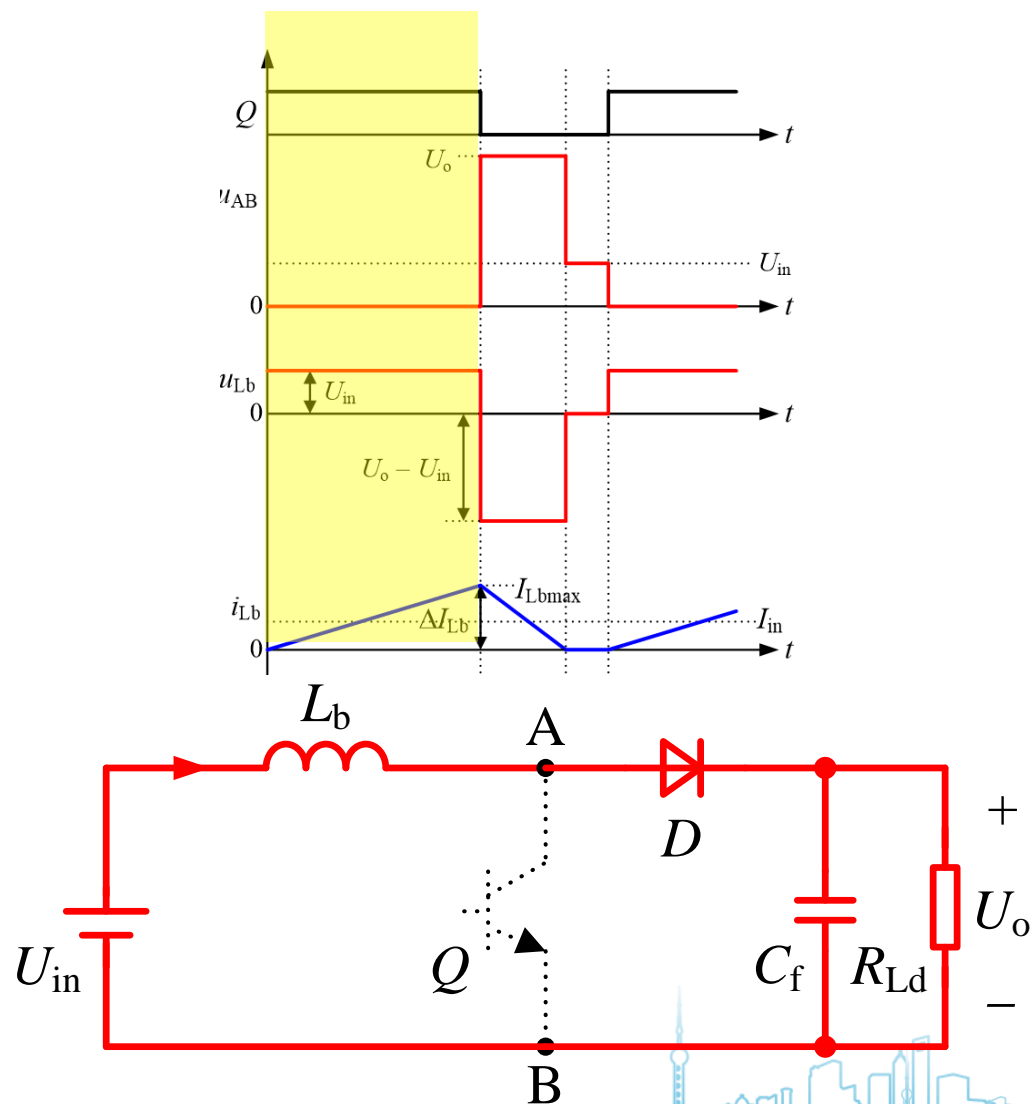 Q
t
U_o
u_AB
U_in
0
t
u_Lb
U_in
0
t
U_o − U_in
I_Lbmax
i_Lb
ΔI_Lb
I_in
0
t
L_b
A
D
+
U_in
Q
C_f
R_Ld
U_o
−
B